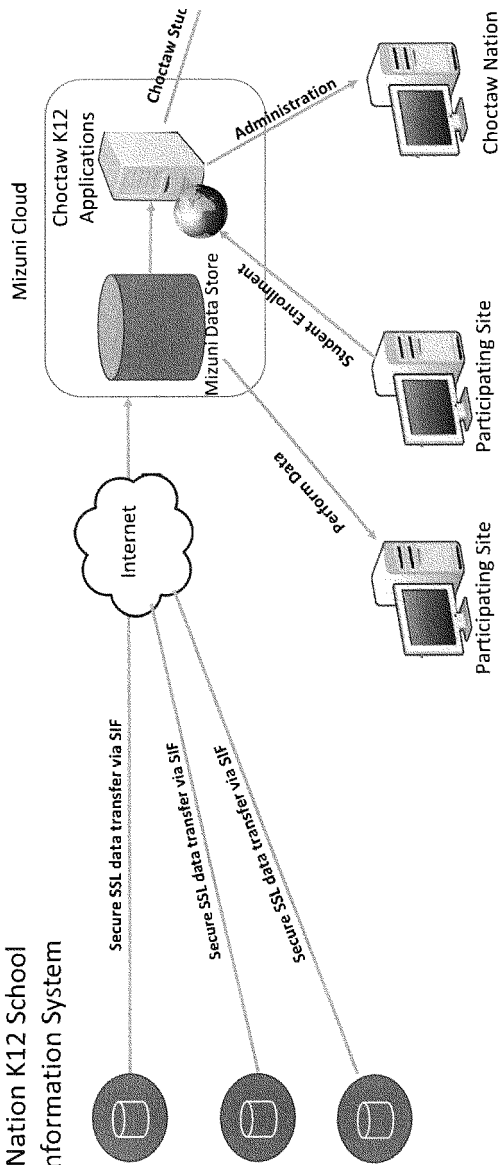 Nation K12 School
nformation System
Secure SSL data transfer via SIF
Secure SSL data transfer via SIF
Secure SSL data transfer via SIF
Internet
Mizuni Cloud
Choctaw K12
Applications
Mizuni Data Store
Choctaw Stuc
Perform Data
Student Enrollment
Administration
Participating Site
Participating Site
Choctaw Nation